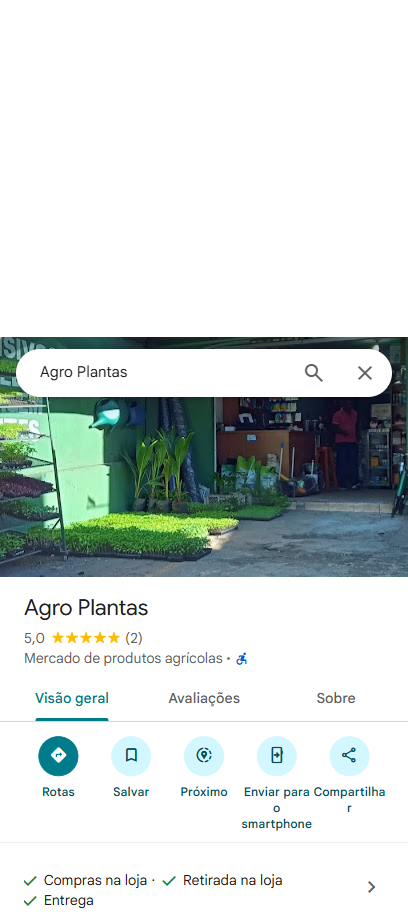 Agro Plantas
Agro Plantas
5,0 (2)
Mercado de produtos agrícolas ·
Visão geral
Avaliações
Sobre
Rotas
Salvar
Próximo
Enviar para
o
smartphone
Compartilha
r
Compras na loja · Retirada na loja
Entrega